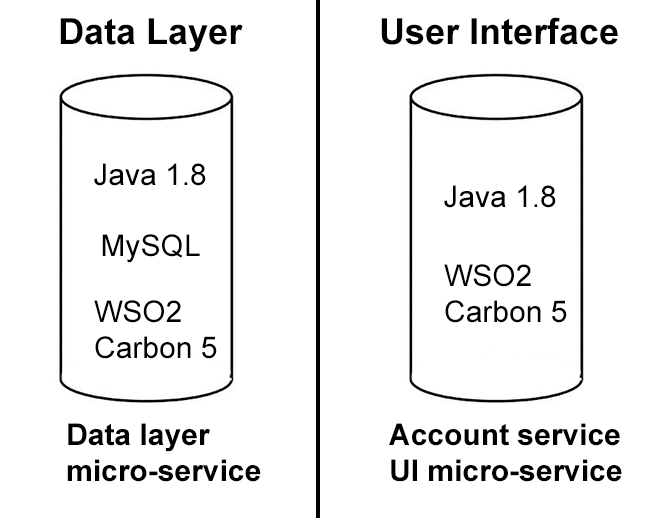 Data Layer
Java 1.8
MySQL
WSO2
Carbon 5
Data layer
micro-service
User Interface
Java 1.8
WSO2
Carbon 5
Account service
UI micro-service